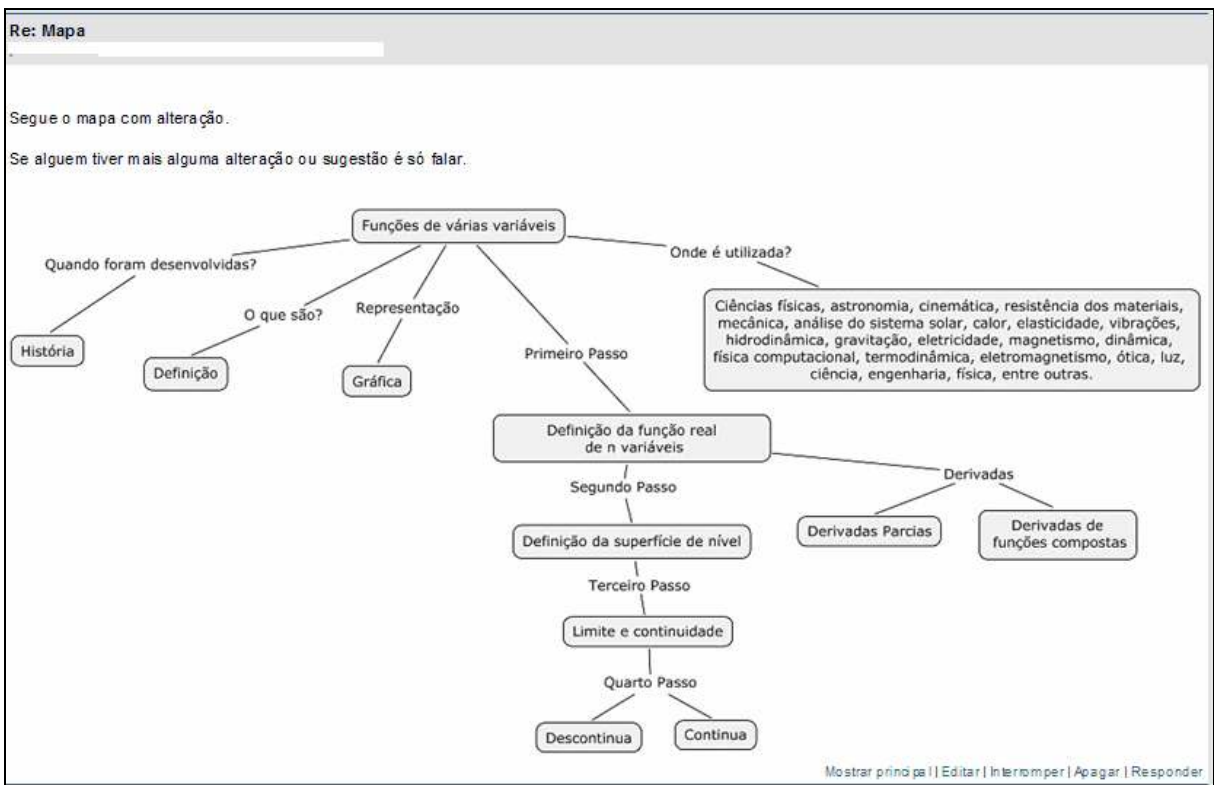 Re: Mapa
Segue o mapa com alteração.
Se alguem tiver mais alguma alteração ou sugestão é só falar.
Funções de várias variáveis
Quando foram desenvolvidas?
Onde é utilizada?
O que são?
Representação
Primeiro Passo
História
Definição
Gráfica
Ciências físicas, astronomia, cinemática, resistência dos materiais,
mecânica, análise do sistema solar, calor, elasticidade, vibrações,
hidrodinâmica, gravitação, eletricidade, magnetismo, dinâmica,
física computacional, termodinâmica, eletromagnetismo, ótica, luz,
ciência, engenharia, física, entre outras.
Definição da função real
de n variáveis
Segundo Passo
Derivadas
Definição da superfície de nível
Derivadas Parcias
Derivadas de
funções compostas
Terceiro Passo
Limite e continuidade
Quarto Passo
Descontinua
Continua
Mostrar principal | Editar | Interromper | Apagar | Responder